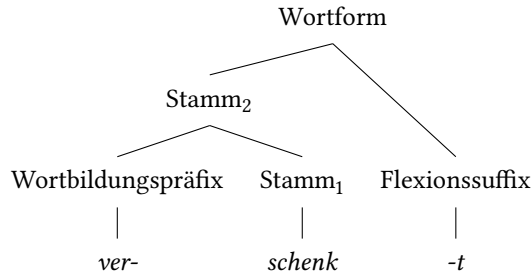 Wortform
Stamm₂
Wortbildungspräfix Stamm₁ Flexionssuffix
ver- schenk -t